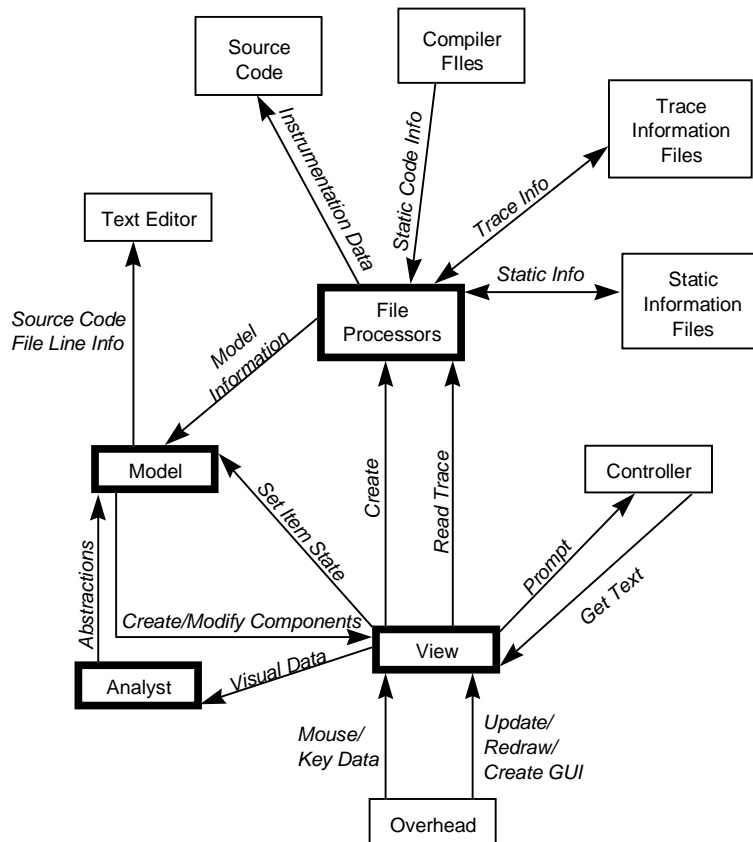 Source
Code
Compiler
FIles
Trace
Information
Files
Instrumentation Data
Static Code Info
Trace Info
Text Editor
Static Info
Static
Information
Files
File
Processors
Source Code
File Line Info
Model
Information
Model
Controller
Set Item State
Create
Read Trace
Prompt
Get Text
Abstractions
Create/Modify Components
View
Visual Data
Analyst
Mouse/
Key Data
Update/
Redraw/
Create GUI
Overhead